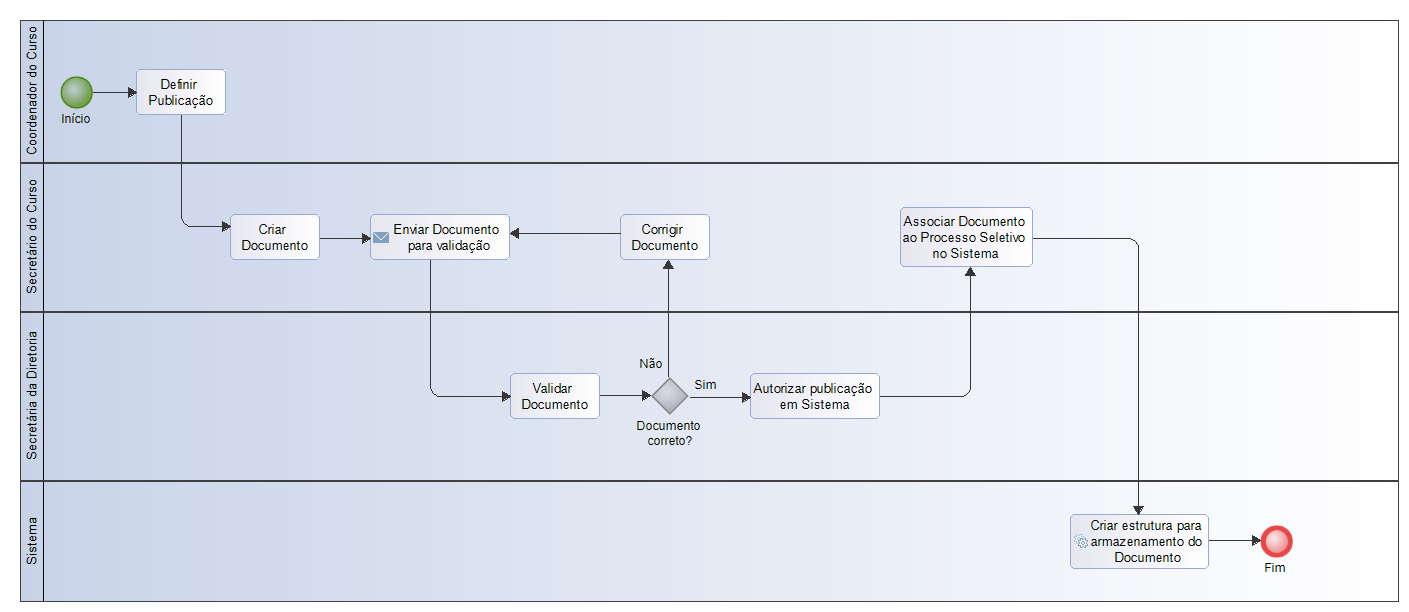 Coordenador do Curso
Início
Definir
Publicação
Secretário do Curso
Criar
Documento
Enviar Documento
para validação
Corrigir
Documento
Associar Documento
ao Processo Seletivo
no Sistema
Secretária da Diretoria
Validar
Documento
Não
Sim
Documento
correto?
Autorizar publicação
em Sistema
Sistema
Criar estrutura para
armazenamento do
Documento
Fim